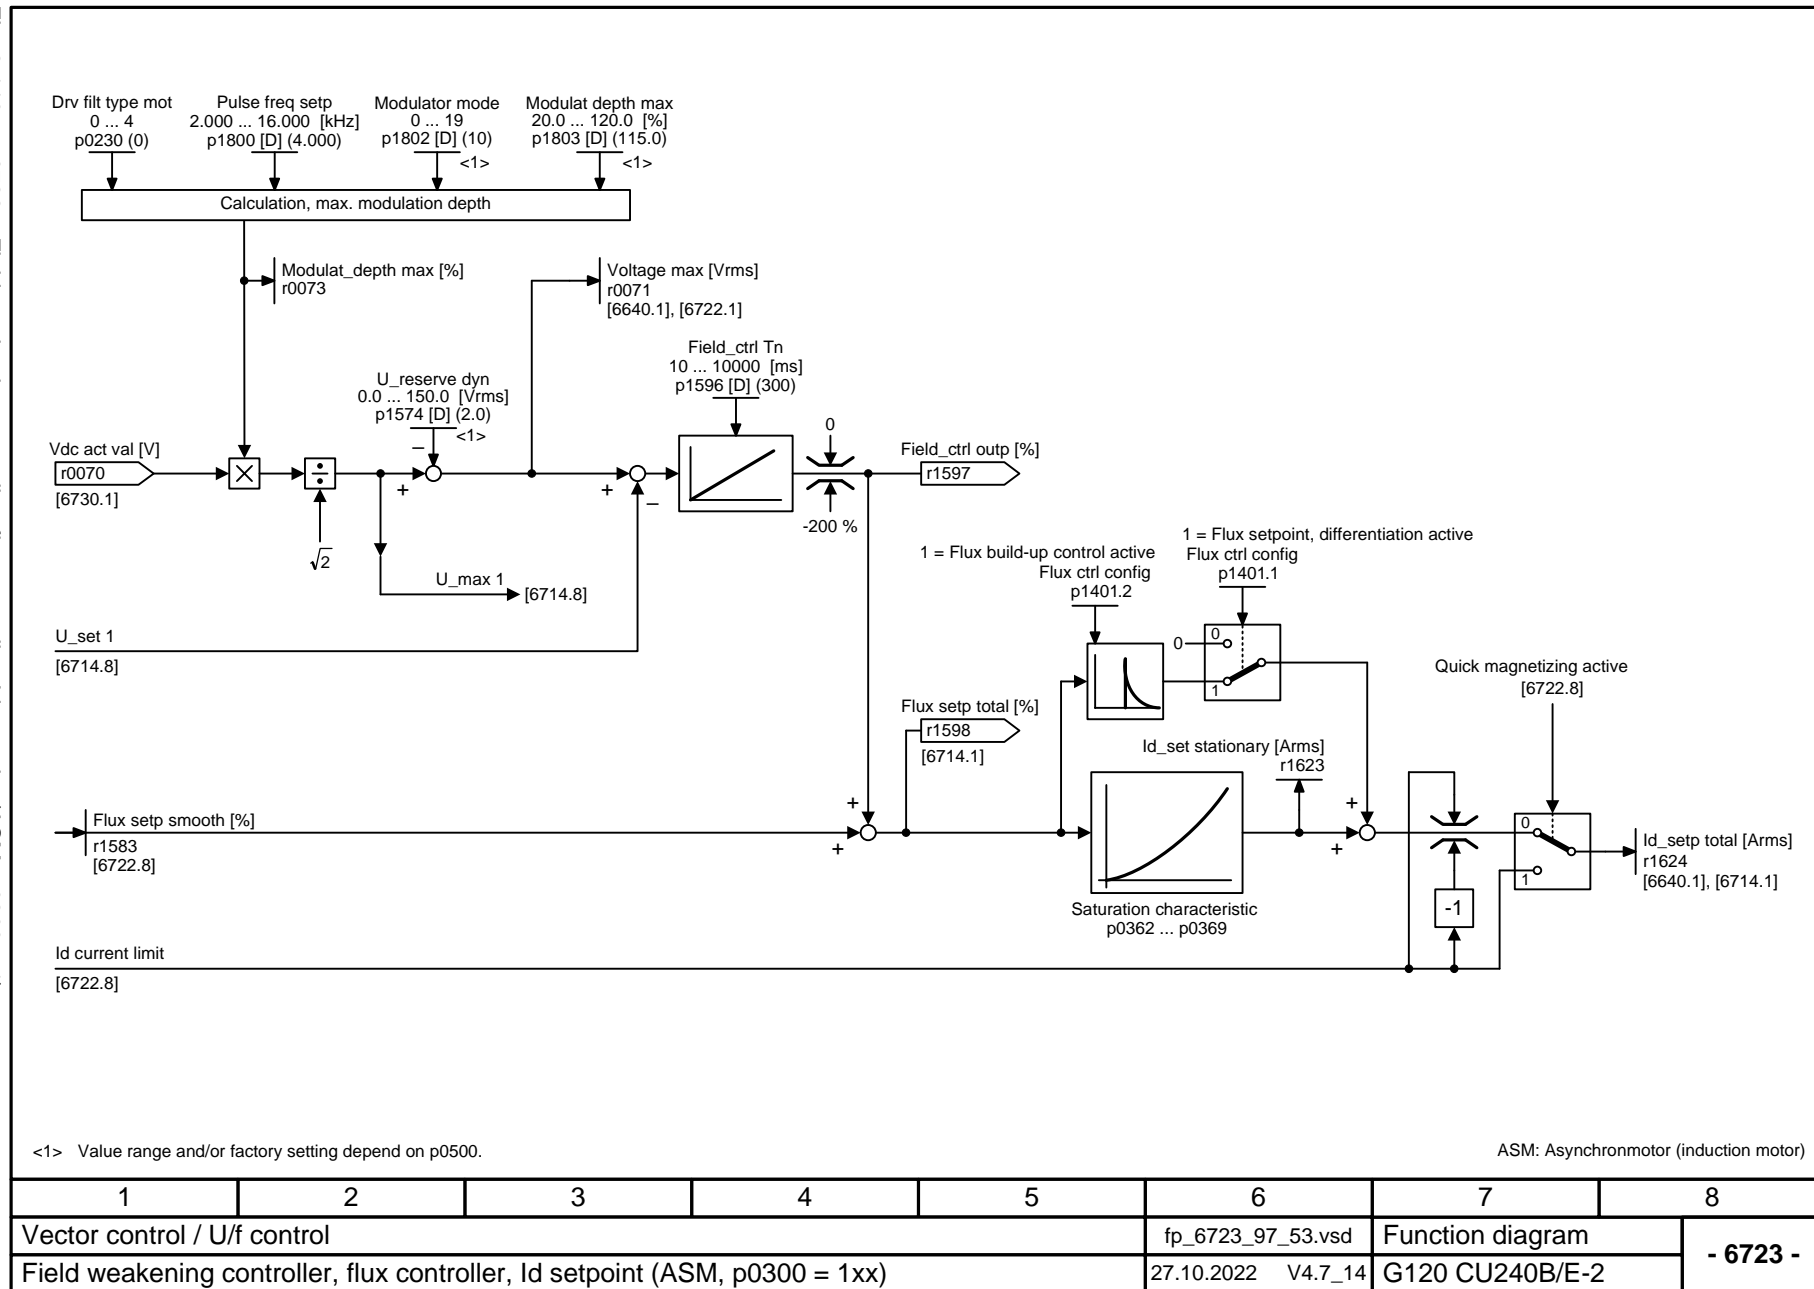 Drv filt type mot
0 ... 4
p0230 (0)
Pulse freq setp
2.000 ... 16.000 [kHz]
p1800 [D] (4.000)
Modulator mode
0 ... 19
p1802 [D] (10)
<1>
Modulat depth max
20.0 ... 120.0 [%]
p1803 [D] (115.0)
<1>
Calculation, max. modulation depth
Modulat_depth max [%]
r0073
Voltage max [Vrms]
r0071
[6640.1], [6722.1]
Field_ctrl Tn
10 ... 10000 [ms]
p1596 [D] (300)
U_reserve dyn
0.0 ... 150.0 [Vrms]
p1574 [D] (2.0)
<1>
–
Vdc act val [V]
r0070
[6730.1]
×
÷
√2
+
+
–
0
-200 %
Field_ctrl outp [%]
r1597
U_max 1
[6714.8]
U_set 1
[6714.8]
1 = Flux build-up control active
Flux ctrl config
p1401.2
1 = Flux setpoint, differentiation active
Flux ctrl config
p1401.1
0
0
1
Quick magnetizing active
[6722.8]
Flux setp total [%]
r1598
[6714.1]
Id_set stationary [Arms]
r1623
Flux setp smooth [%]
r1583
[6722.8]
+
+
+
+
0
1
Id_setp total [Arms]
r1624
[6640.1], [6714.1]
-1
Saturation characteristic
p0362 ... p0369
Id current limit
[6722.8]
<1> Value range and/or factory setting depend on p0500.
ASM: Asynchronmotor (induction motor)
1 2 3 4 5 6 7 8
Vector control / U/f control
fp_6723_97_53.vsd
Function diagram
- 6723 -
Field weakening controller, flux controller, Id setpoint (ASM, p0300 = 1xx)
27.10.2022 V4.7_14
G120 CU240B/E-2